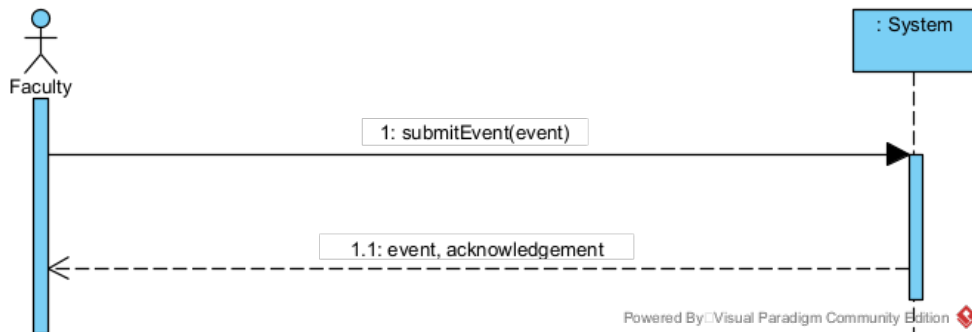 : System
Faculty
1: submitEvent(event)
1.1: event, acknowledgement
Powered By Visual Paradigm Community Edition